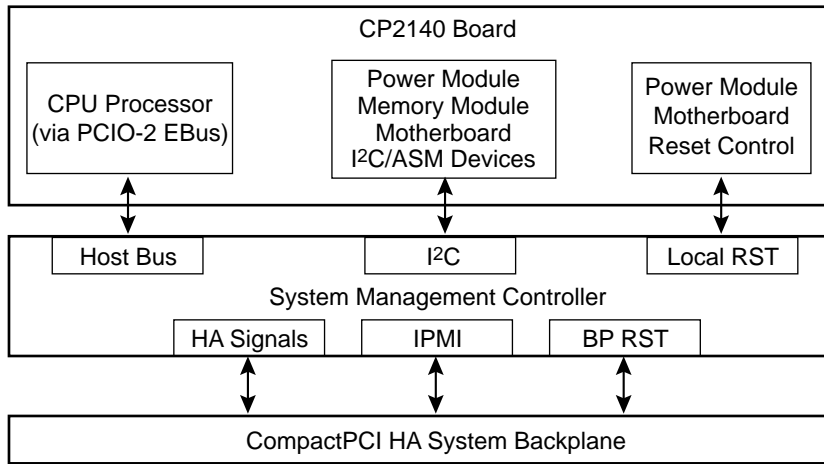 CP2140 Board
CPU Processor
(via PCIO-2 EBus)
Power Module
Memory Module
Motherboard
I²C/ASM Devices
Power Module
Motherboard
Reset Control
Host Bus
I²C
Local RST
System Management Controller
HA Signals
IPMI
BP RST
CompactPCI HA System Backplane